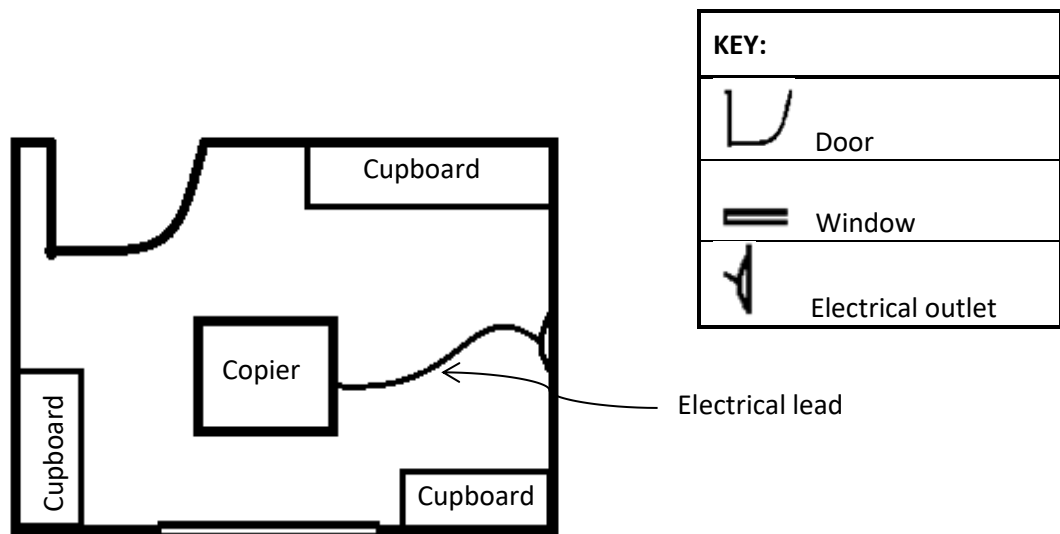 KEY:
Door
Window
Electrical outlet
Cupboard
Copier
Electrical lead
Cupboard
Cupboard